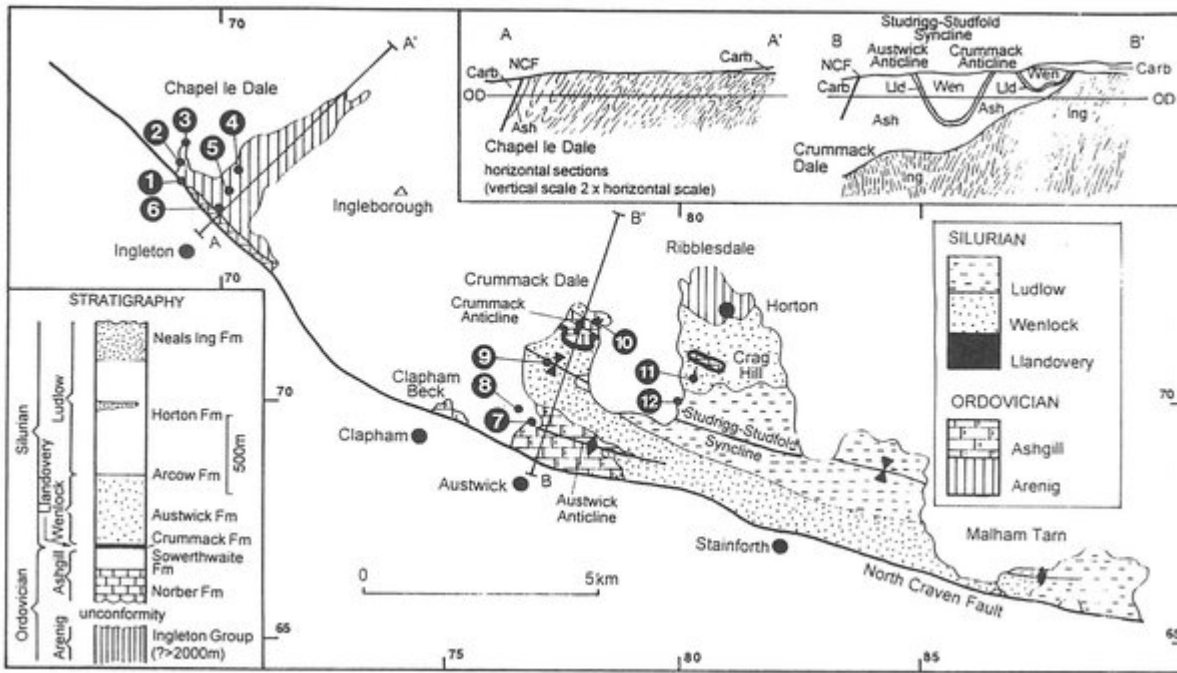 70
Chapel le Dale
A'
A
3
2
4
5
1
6
A
Ingleton
70
Ingleborough
A
NCF
Carb
OD
Ash
Carb
A'
Chapel le Dale
horizontal sections
(vertical scale 2 x horizontal scale)
Studrigg-Studfold
Syncline
B
Austwick
Anticline
Crummack
Anticline
B'
NCF
Carb
Lld
Wen
Lld
Wen
Carb
OD
Ash
Ash
Ing
Crummack
Dale
Ing
B'
80
Ribblesdale
Crummack Dale
Crummack
Anticline
Horton
9
10
11
Crag
Hill
8
12
7
Clapham
Beck
Clapham
Studrigg-Studfold
Syncline
Austwick
B
Austwick
Anticline
Stainforth
Malham Tarn
North Craven Fault
0
5km
70
65
65
75
80
85
SILURIAN
Ludlow
Wenlock
Llandovery
ORDOVICIAN
Ashgill
Arenig
STRATIGRAPHY
Neals Ing Fm
Horton Fm
500m
Arcow Fm
Austwick Fm
Crummack Fm
Sowerthwaite
Fm
Norber Fm
unconformity
Ingleton Group
(?>2000m)
Silurian
Ludlow
Wenlock
Llandovery
Ordovician
Ashgill
Arenig